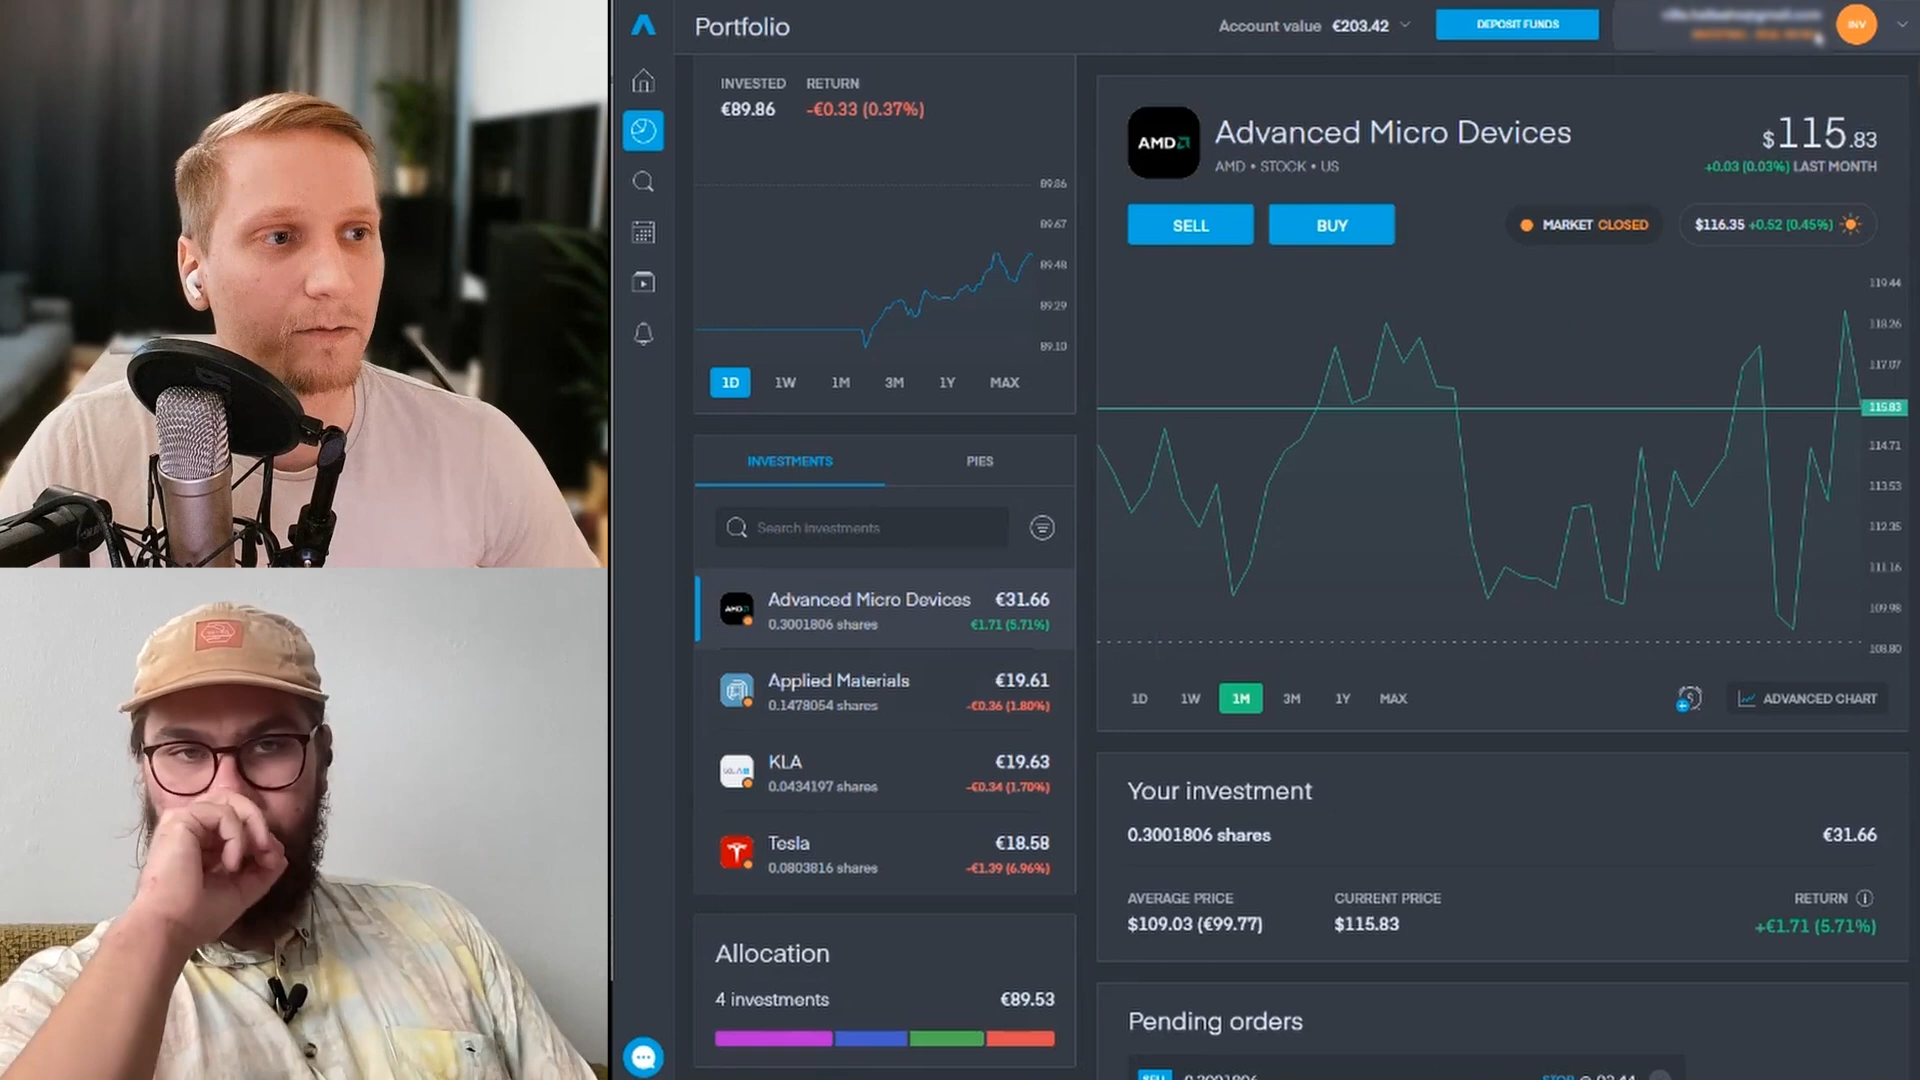 Portfolio
Account value €203.42
DEPOSIT FUNDS
INV
INVESTED RETURN
€89.86 -€0.33 (0.37%)
89.86
89.67
89.48
89.29
89.10
1D 1W 1M 3M 1Y MAX
INVESTMENTS PIES
Search investments
AMD
Advanced Micro Devices €31.66
0.3001806 shares €1.71 (5.71%)
Applied Materials €19.61
0.1478054 shares -€0.36 (1.80%)
KLA €19.63
0.0434197 shares -€0.34 (1.70%)
Tesla €18.58
0.0803816 shares -€1.39 (6.96%)
Allocation
4 investments €89.53
AMD
Advanced Micro Devices
AMD • STOCK • US
$115.83
+0.03 (0.03%) LAST MONTH
SELL BUY
MARKET CLOSED
$116.35 +0.52 (0.45%)
119.44
118.26
117.07
115.83
114.71
113.53
112.35
111.16
109.98
108.80
1D 1W 1M 3M 1Y MAX
ADVANCED CHART
Your investment
0.3001806 shares €31.66
AVERAGE PRICE CURRENT PRICE RETURN
$109.03 (€99.77) $115.83 +€1.71 (5.71%)
Pending orders
SELL 0.3001806